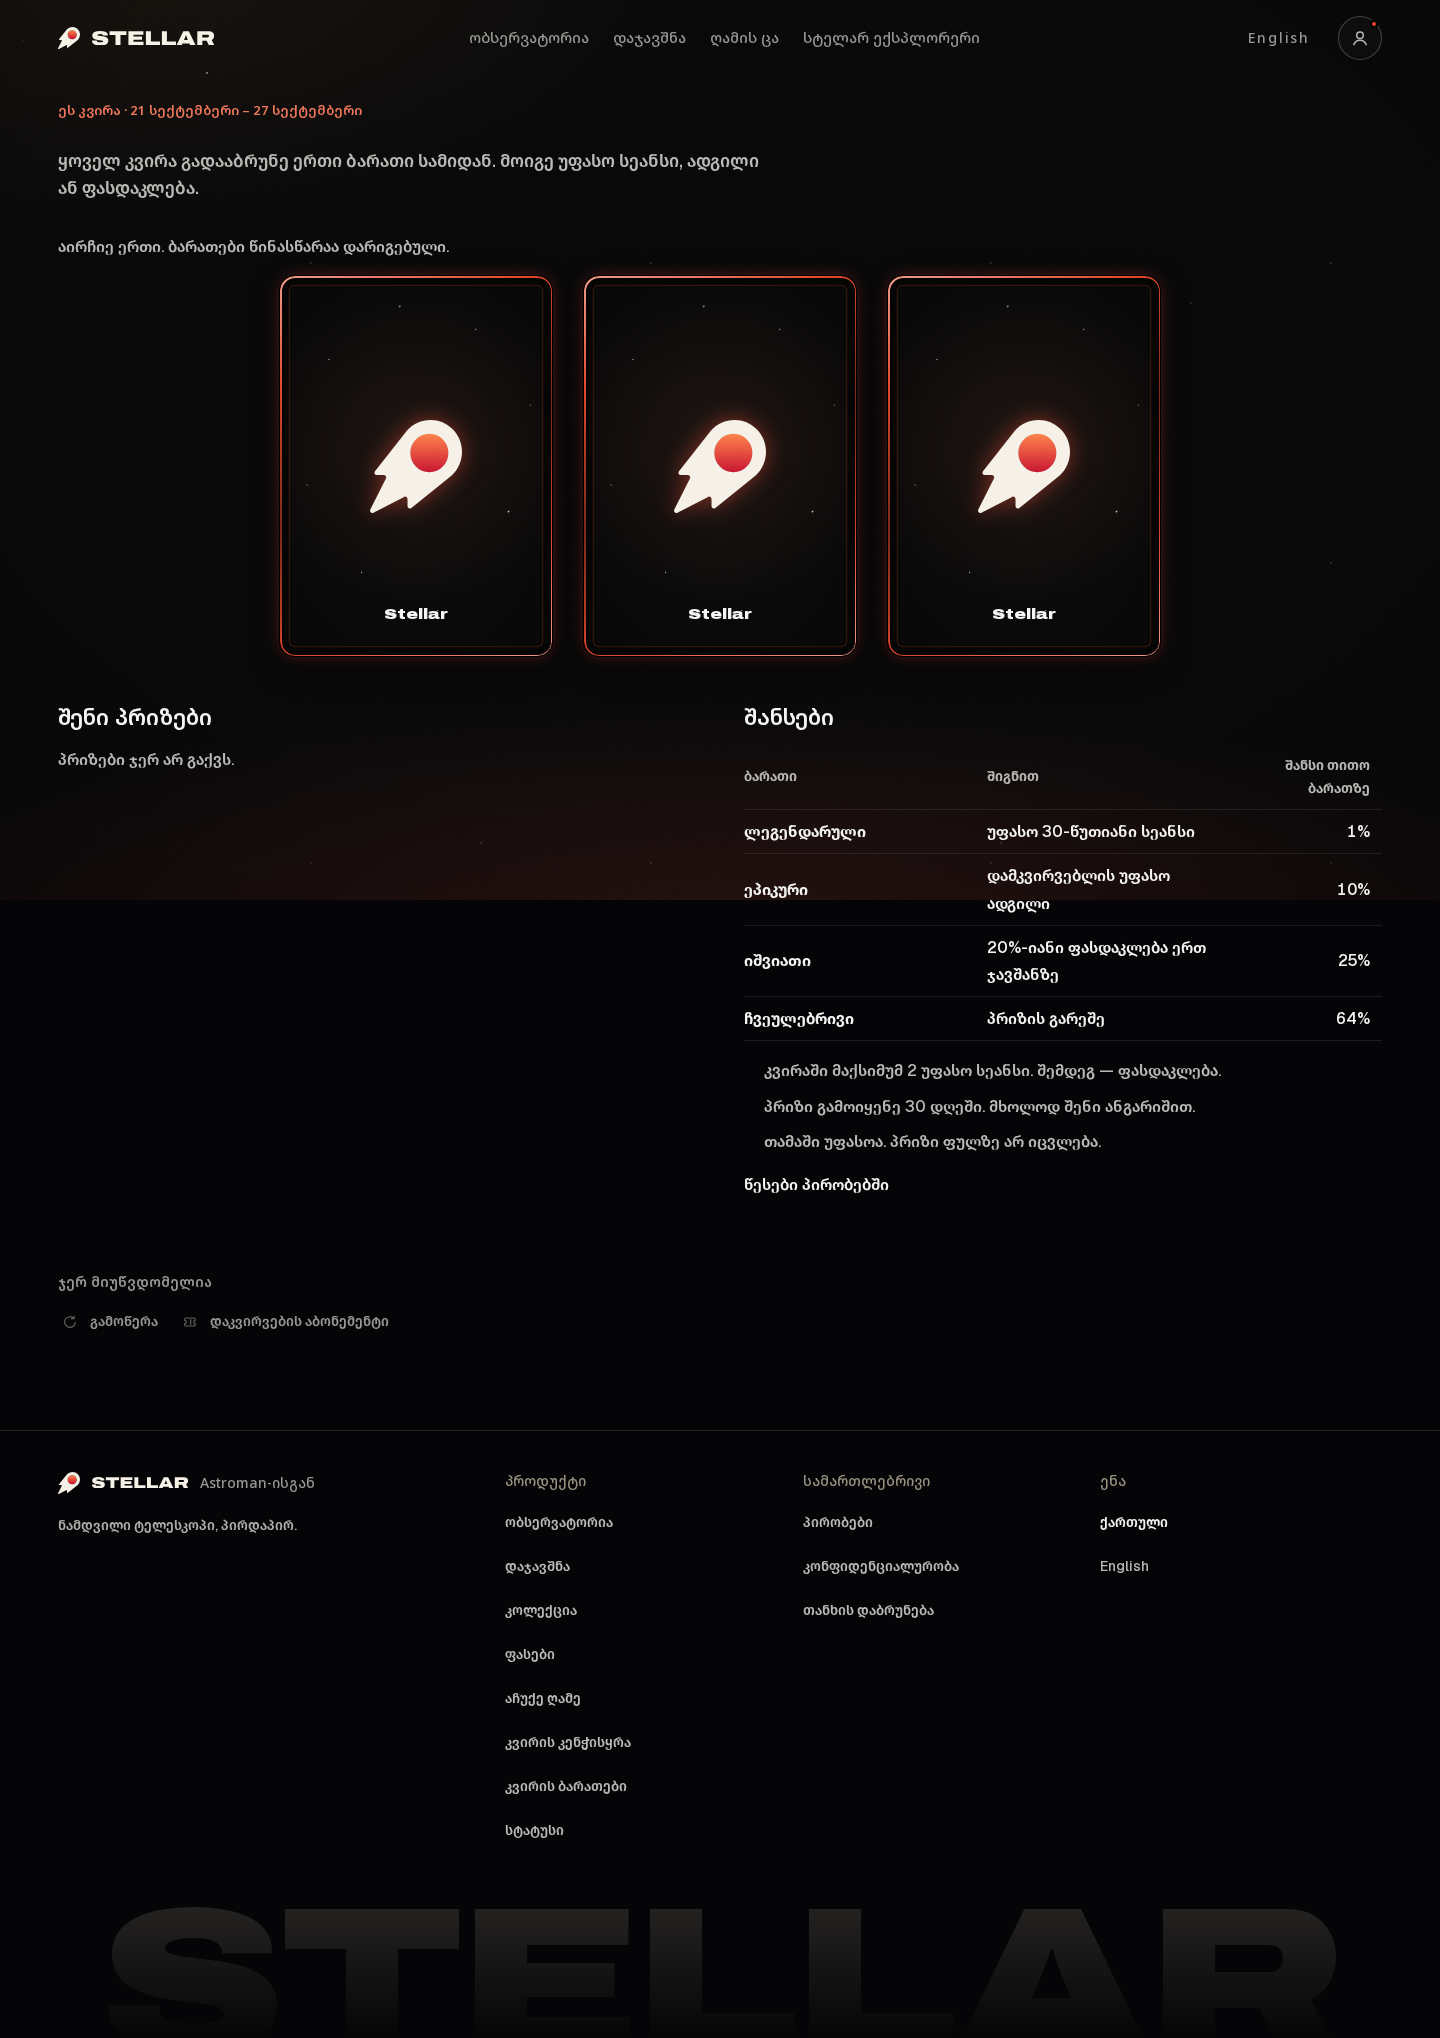 STELLAR
ობსერვატორია დაჯავშნა ღამის ცა სტელარ ექსპლორერი
English
ეს კვირა · 21 სექტემბერი – 27 სექტემბერი
ყოველ კვირა გადააბრუნე ერთი ბარათი სამიდან. მოიგე უფასო სეანსი, ადგილი
ან ფასდაკლება.
აირჩიე ერთი. ბარათები წინასწარაა დარიგებული.
Stellar Stellar Stellar
შენი პრიზები
პრიზები ჯერ არ გაქვს.
შანსები
ბარათი შიგნით შანსი თითო
ბარათზე
ლეგენდარული უფასო 30-წუთიანი სეანსი 1%
ეპიკური დამკვირვებლის უფასო
ადგილი 10%
იშვიათი 20%-იანი ფასდაკლება ერთ
ჯავშანზე 25%
ჩვეულებრივი პრიზის გარეშე 64%
კვირაში მაქსიმუმ 2 უფასო სეანსი. შემდეგ — ფასდაკლება.
პრიზი გამოიყენე 30 დღეში. მხოლოდ შენი ანგარიშით.
თამაში უფასოა. პრიზი ფულზე არ იცვლება.
წესები პირობებში
ჯერ მიუწვდომელია
გამოწერა დაკვირვების აბონემენტი
STELLAR Astroman-ისგან
ნამდვილი ტელესკოპი, პირდაპირ.
პროდუქტი
ობსერვატორია
დაჯავშნა
კოლექცია
ფასები
აჩუქე ღამე
კვირის კენჭისყრა
კვირის ბარათები
სტატუსი
სამართლებრივი
პირობები
კონფიდენციალურობა
თანხის დაბრუნება
ენა
ქართული
English
STELLAR